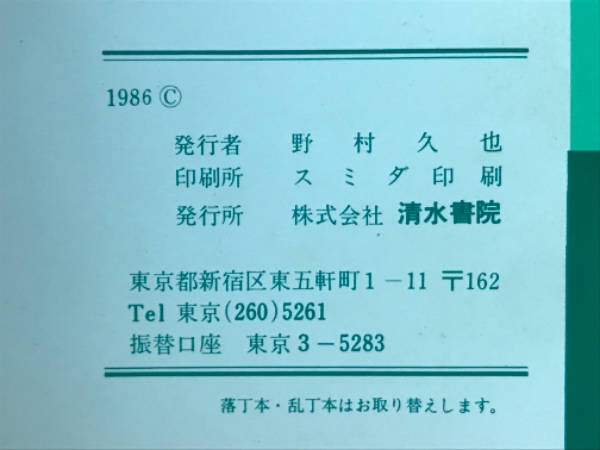 1986 ©
発行者 野村久也
印刷所 スミダ印刷
発行所 株式会社 清水書院
東京都新宿区東五軒町1-11 〒162
Tel 東京(260)5261
振替口座 東京3-5283
落丁本・乱丁本はお取り替えします。